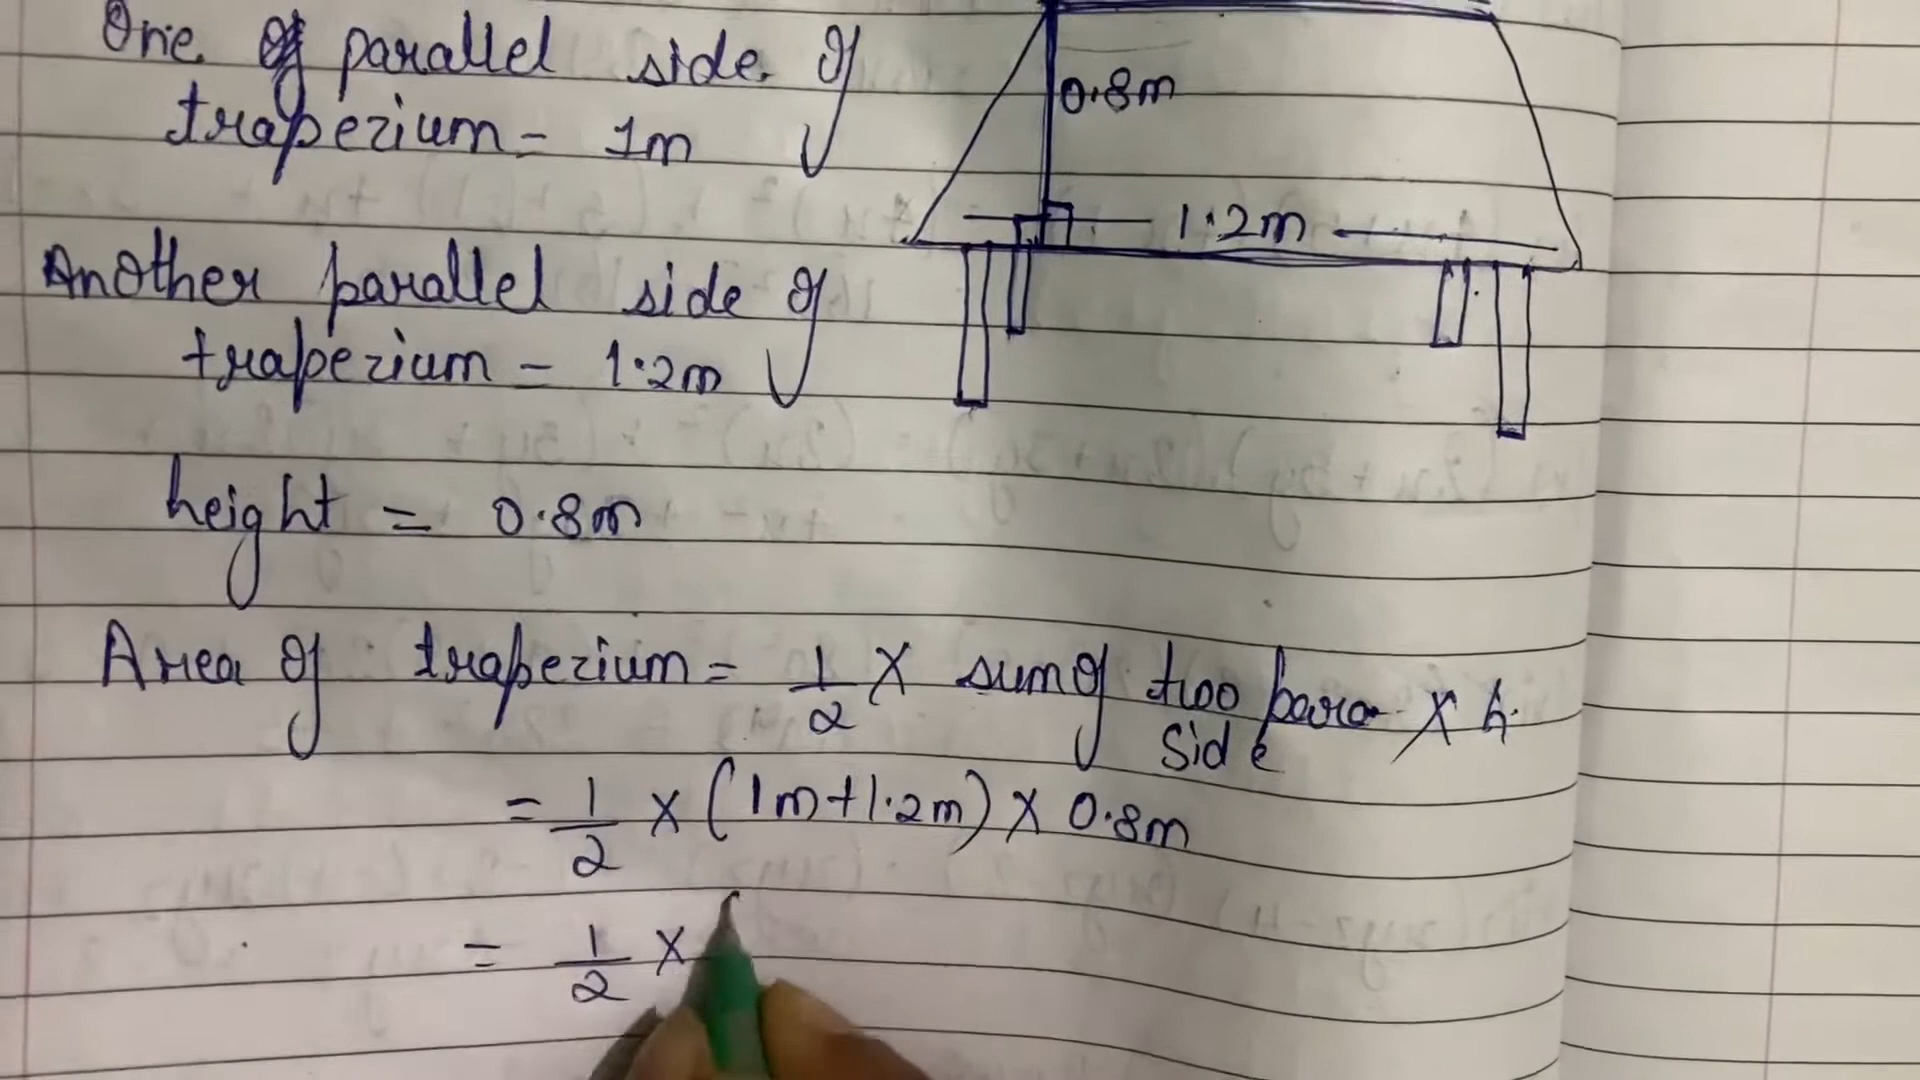 One of parallel side of
trapezium = 1m
0.8m
1.2m
Another parallel side of
trapezium = 1.2m
height = 0.8m
Area of trapezium = 1/2 X sum of two para X h.
side
= 1/2 X (1m+1.2m) X 0.8m
= 1/2 X